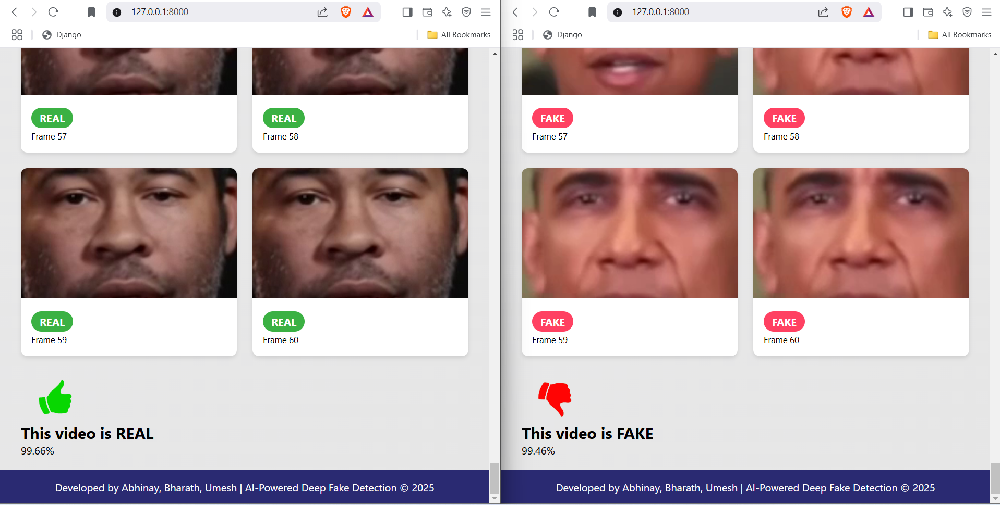 127.0.0.1:8000
Django
All Bookmarks
REAL
Frame 57
REAL
Frame 58
REAL
Frame 59
REAL
Frame 60
This video is REAL
99.66%
Developed by Abhinay, Bharath, Umesh | AI-Powered Deep Fake Detection © 2025
127.0.0.1:8000
Django
All Bookmarks
FAKE
Frame 57
FAKE
Frame 58
FAKE
Frame 59
FAKE
Frame 60
This video is FAKE
99.46%
Developed by Abhinay, Bharath, Umesh | AI-Powered Deep Fake Detection © 2025